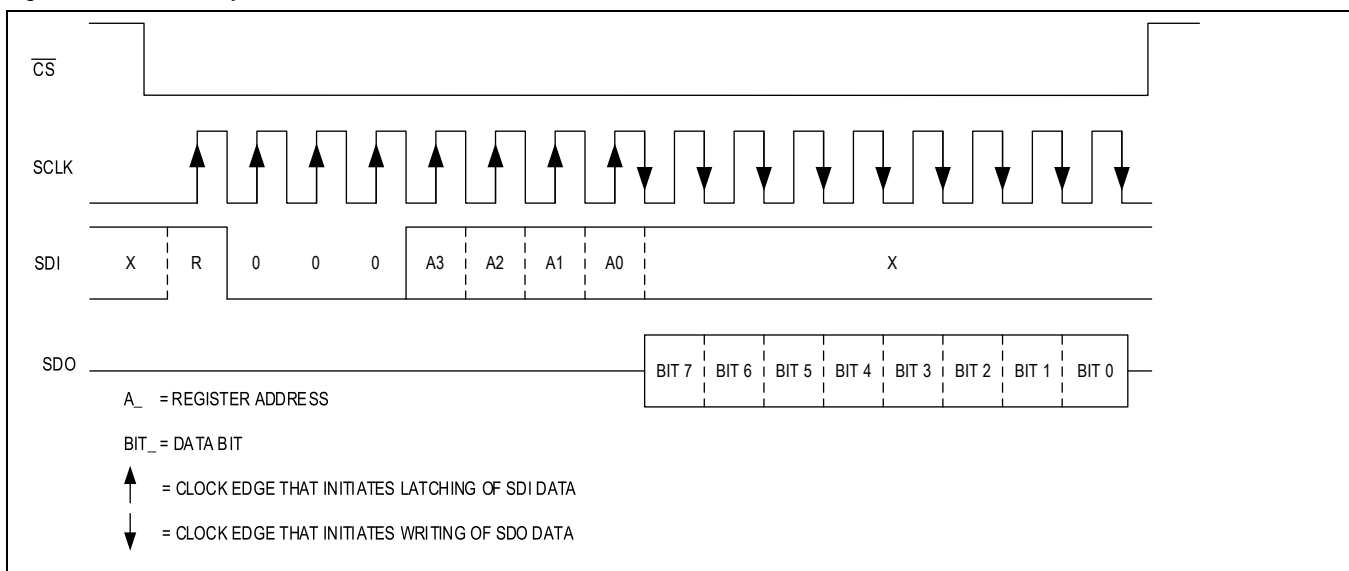 CS
SCLK
SDI X R 0 0 0 A3 A2 A1 A0 X
SDO BIT 7 BIT 6 BIT 5 BIT 4 BIT 3 BIT 2 BIT 1 BIT 0
A_ = REGISTER ADDRESS
BIT_ = DATA BIT
= CLOCK EDGE THAT INITIATES LATCHING OF SDI DATA
= CLOCK EDGE THAT INITIATES WRITING OF SDO DATA